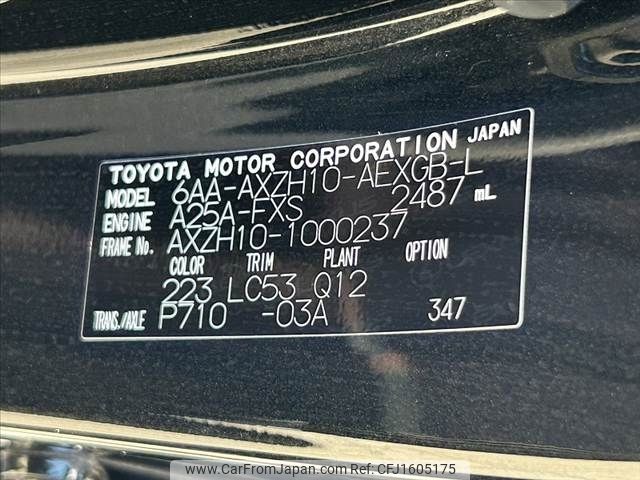 TOYOTA MOTOR CORPORATION JAPAN
MODEL 6AA-AXZH10-AEXGB-L
ENGINE A25A-FXS 2487 mL
FRAME No. AXZH10-1000237
COLOR TRIM PLANT OPTION
223 LC53 Q12
TRANS./AXLE P710 -03A 347
www.CarFromJapan.com | CFJ1605175